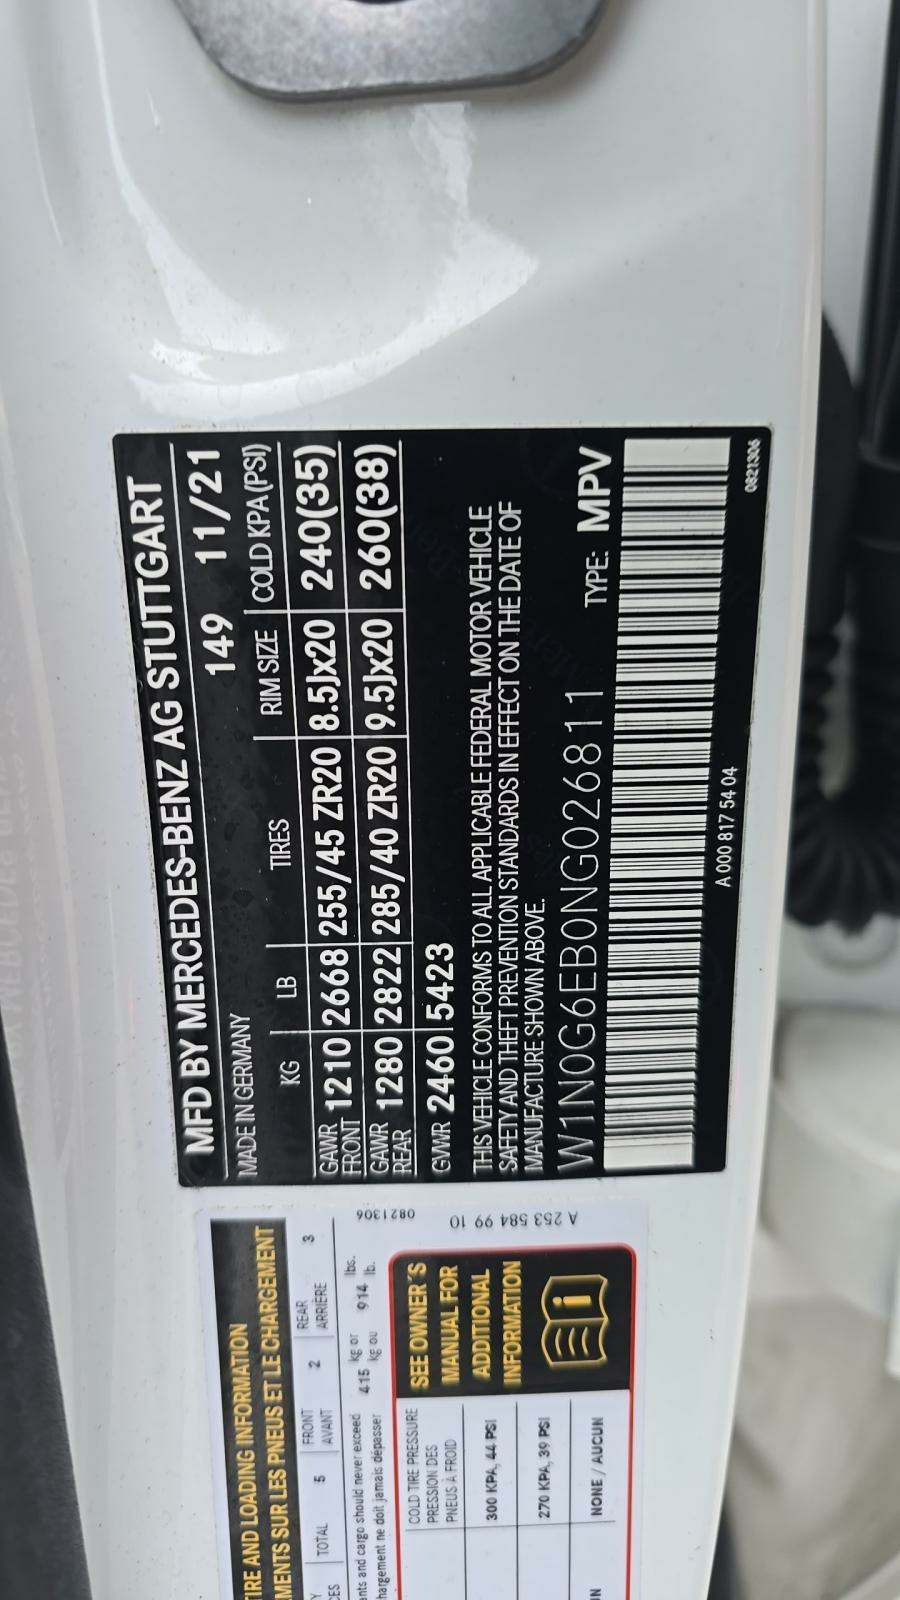 MFD BY MERCEDES-BENZ AG STUTTGART
MADE IN GERMANY 149 11/21
KG LB TIRES RIM SIZE COLD KPA(PSI)
GAWR FRONT 1210 2668 255/45 ZR20 8.5Jx20 240(35)
GAWR REAR 1280 2822 285/40 ZR20 9.5Jx20 260(38)
GVWR 2460 5423
THIS VEHICLE CONFORMS TO ALL APPLICABLE FEDERAL MOTOR VEHICLE
SAFETY AND THEFT PREVENTION STANDARDS IN EFFECT ON THE DATE OF
MANUFACTURE SHOWN ABOVE.
W1N0G6EB0NG026811 TYPE: MPV
A 000 817 54 04
0821306
TIRE AND LOADING INFORMATION
SUR LES PNEUS ET LE CHARGEMENT
TOTAL 5 FRONT AVANT 2 REAR ARRIÈRE 3
and cargo should never exceed 415 kg or 914 lbs.
ne doit jamais dépasser kg ou lb.
COLD TIRE PRESSURE
PRESSION DES
PNEUS À FROID
300 KPA, 44 PSI
270 KPA, 39 PSI
NONE / AUCUN
SEE OWNER'S
MANUAL FOR
ADDITIONAL
INFORMATION
0821306
A 253 584 99 10